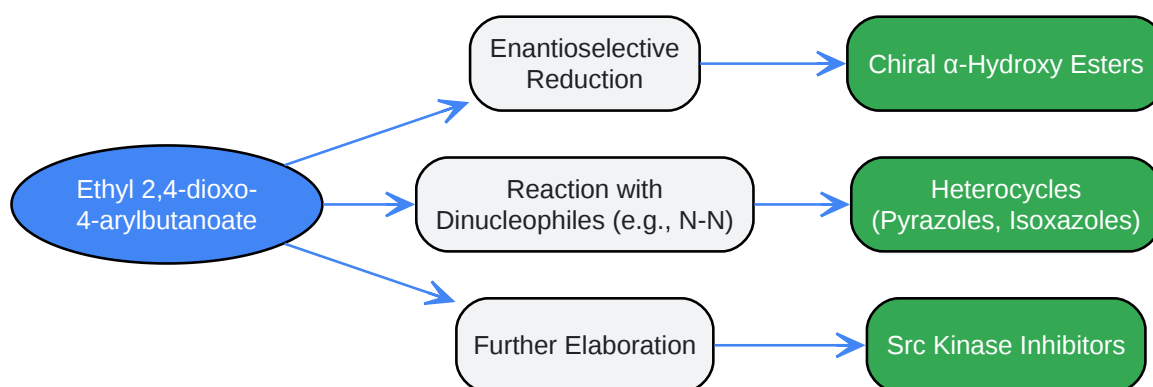 Enantioselective
Reduction
Chiral α-Hydroxy Esters
Ethyl 2,4-dioxo-
4-arylbutanoate
Reaction with
Dinucleophiles (e.g., N-N)
Heterocycles
(Pyrazoles, Isoxazoles)
Further Elaboration
Src Kinase Inhibitors